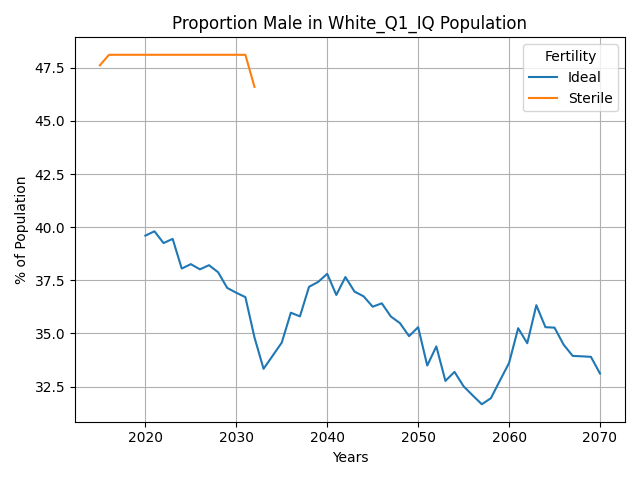 Proportion Male in White_Q1_IQ Population
% of Population
47.5
45.0
42.5
40.0
37.5
35.0
32.5
Fertility
Ideal
Sterile
2020 2030 2040 2050 2060 2070
Years